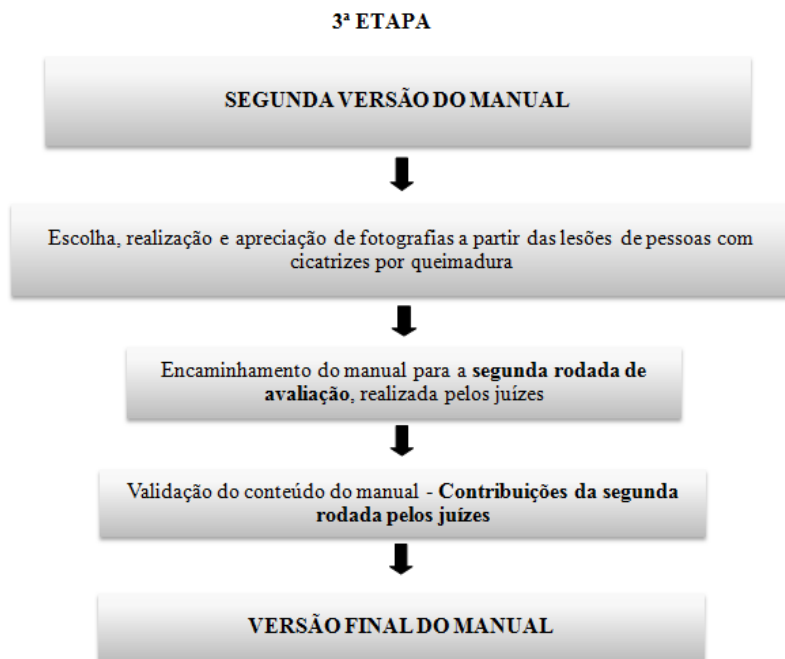 3ª ETAPA
SEGUNDA VERSÃO DO MANUAL
Escolha, realização e apreciação de fotografias a partir das lesões de pessoas com
cicatrizes por queimadura
Encaminhamento do manual para a segunda rodada de
avaliação, realizada pelos juízes
Validação do conteúdo do manual - Contribuições da segunda
rodada pelos juízes
VERSÃO FINAL DO MANUAL